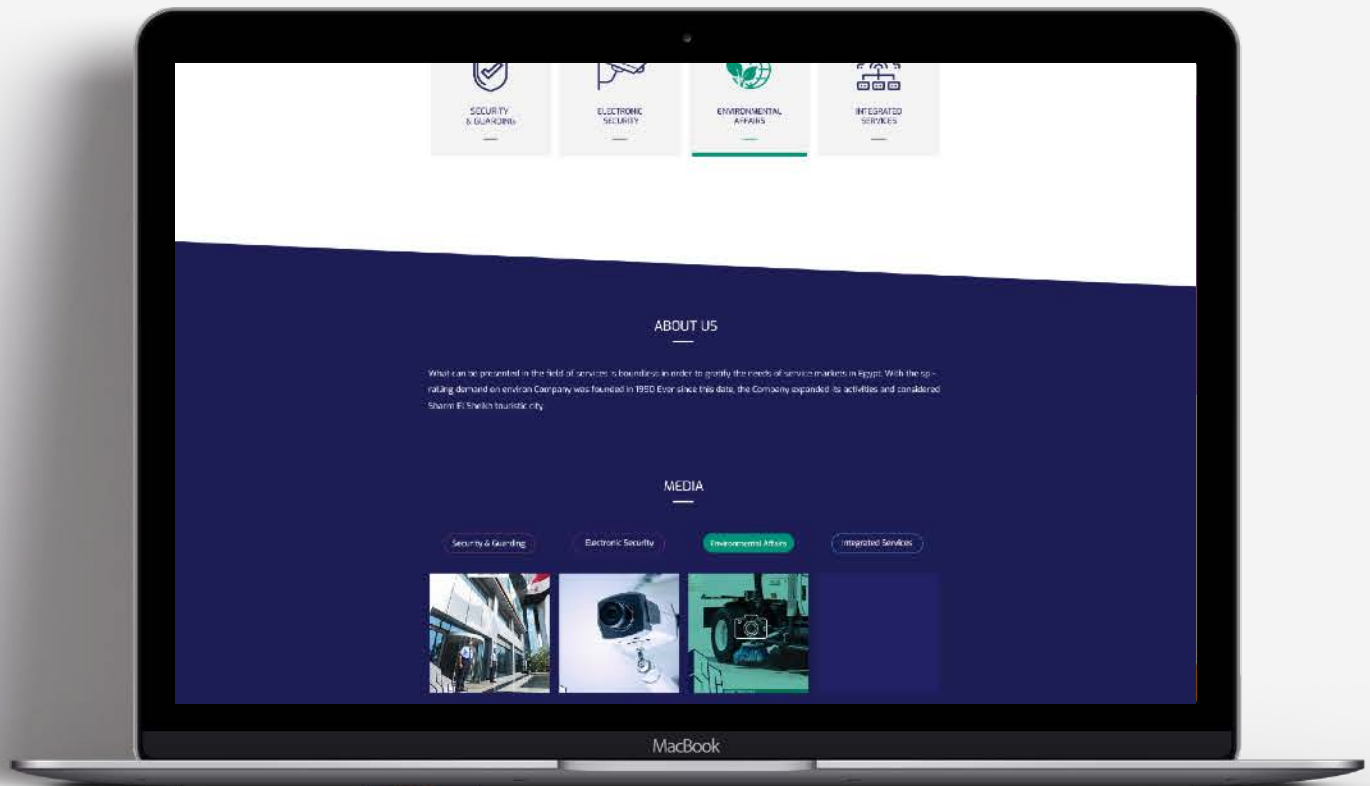 SECURITY
& GUARDING
ELECTRONIC
SECURITY
ENVIRONMENTAL
AFFAIRS
INTEGRATED
SERVICES
ABOUT US
What can be presented in the field of services is boundless in order to gratify the needs of service markets in Egypt. With the spi-
ralling demand on environ Company was founded in 1990 Ever since this date, the Company expanded its activities and considered
Sharm El Sheikh touristic city
MEDIA
Security & Guarding
Electronic Security
Environmental Affairs
Integrated Services
MacBook